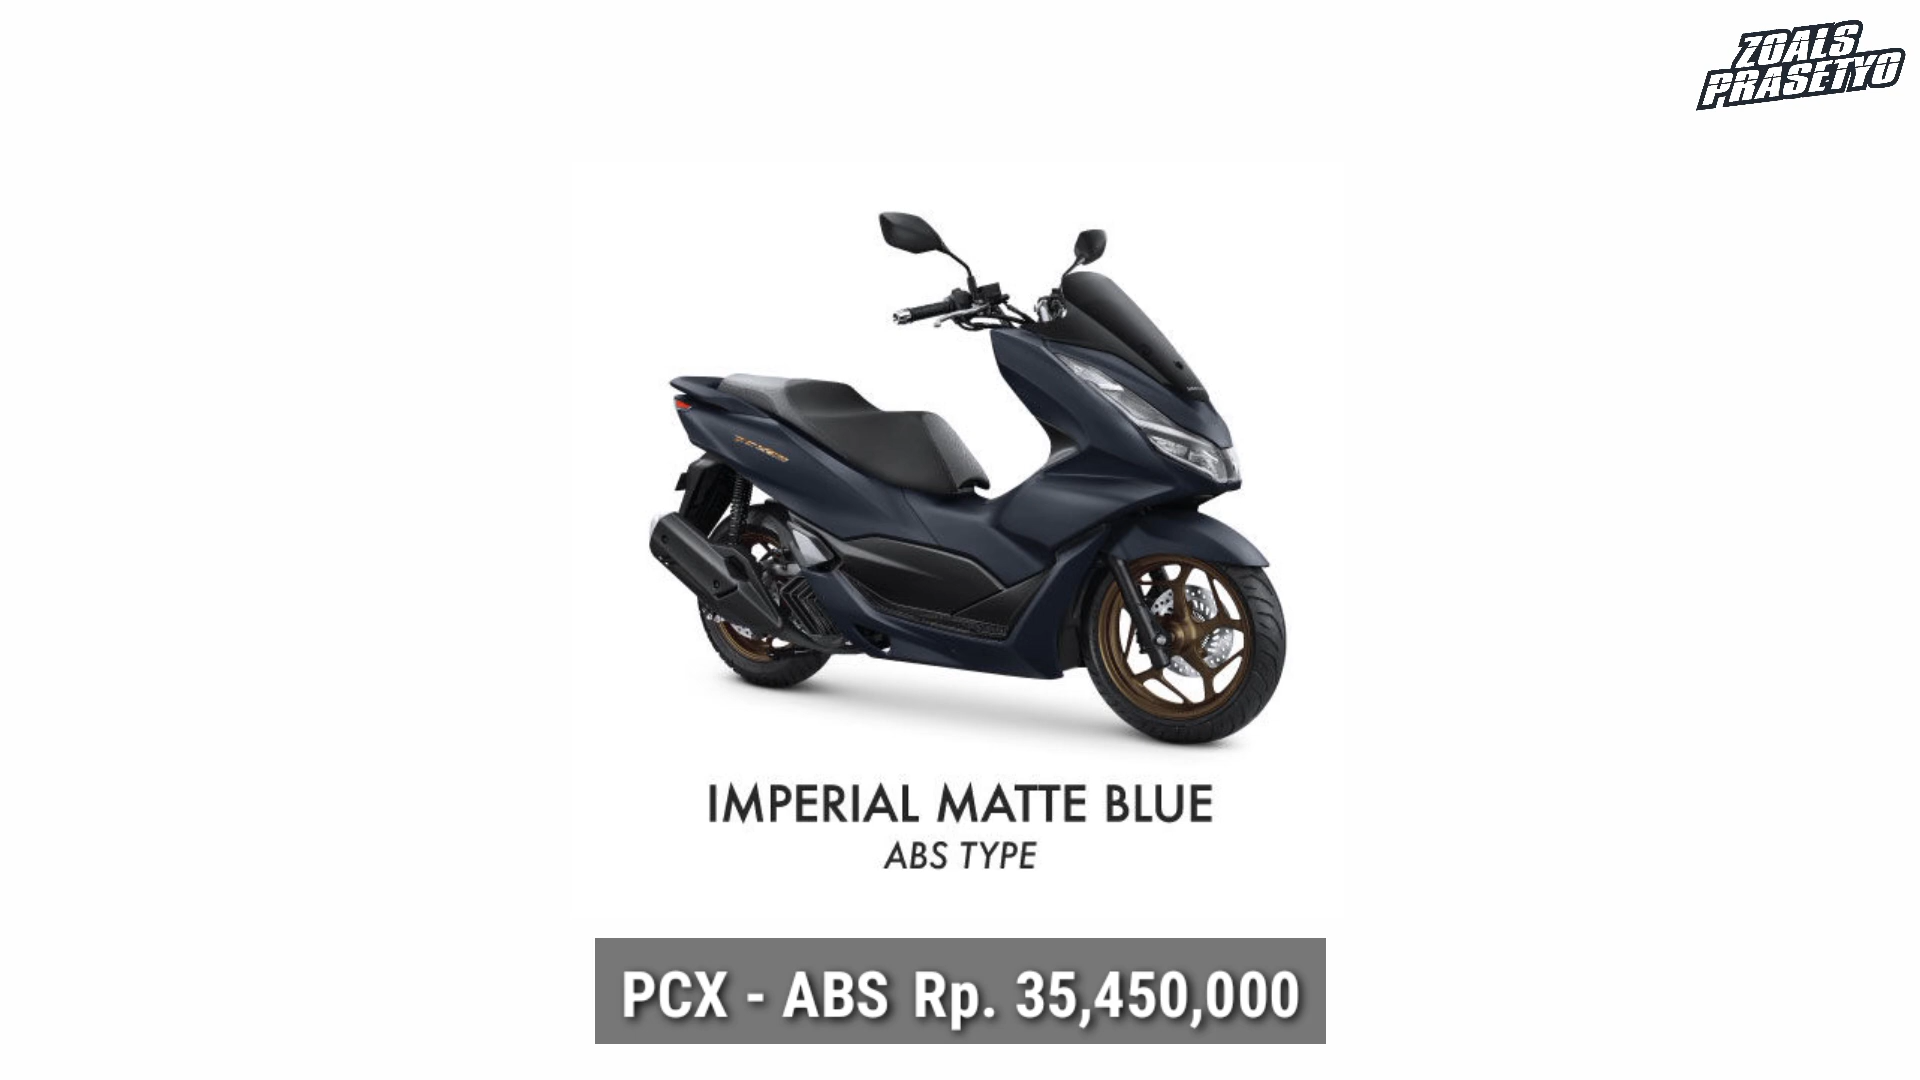 ZOALS
PRASETYO
IMPERIAL MATTE BLUE
ABS TYPE
PCX - ABS Rp. 35,450,000